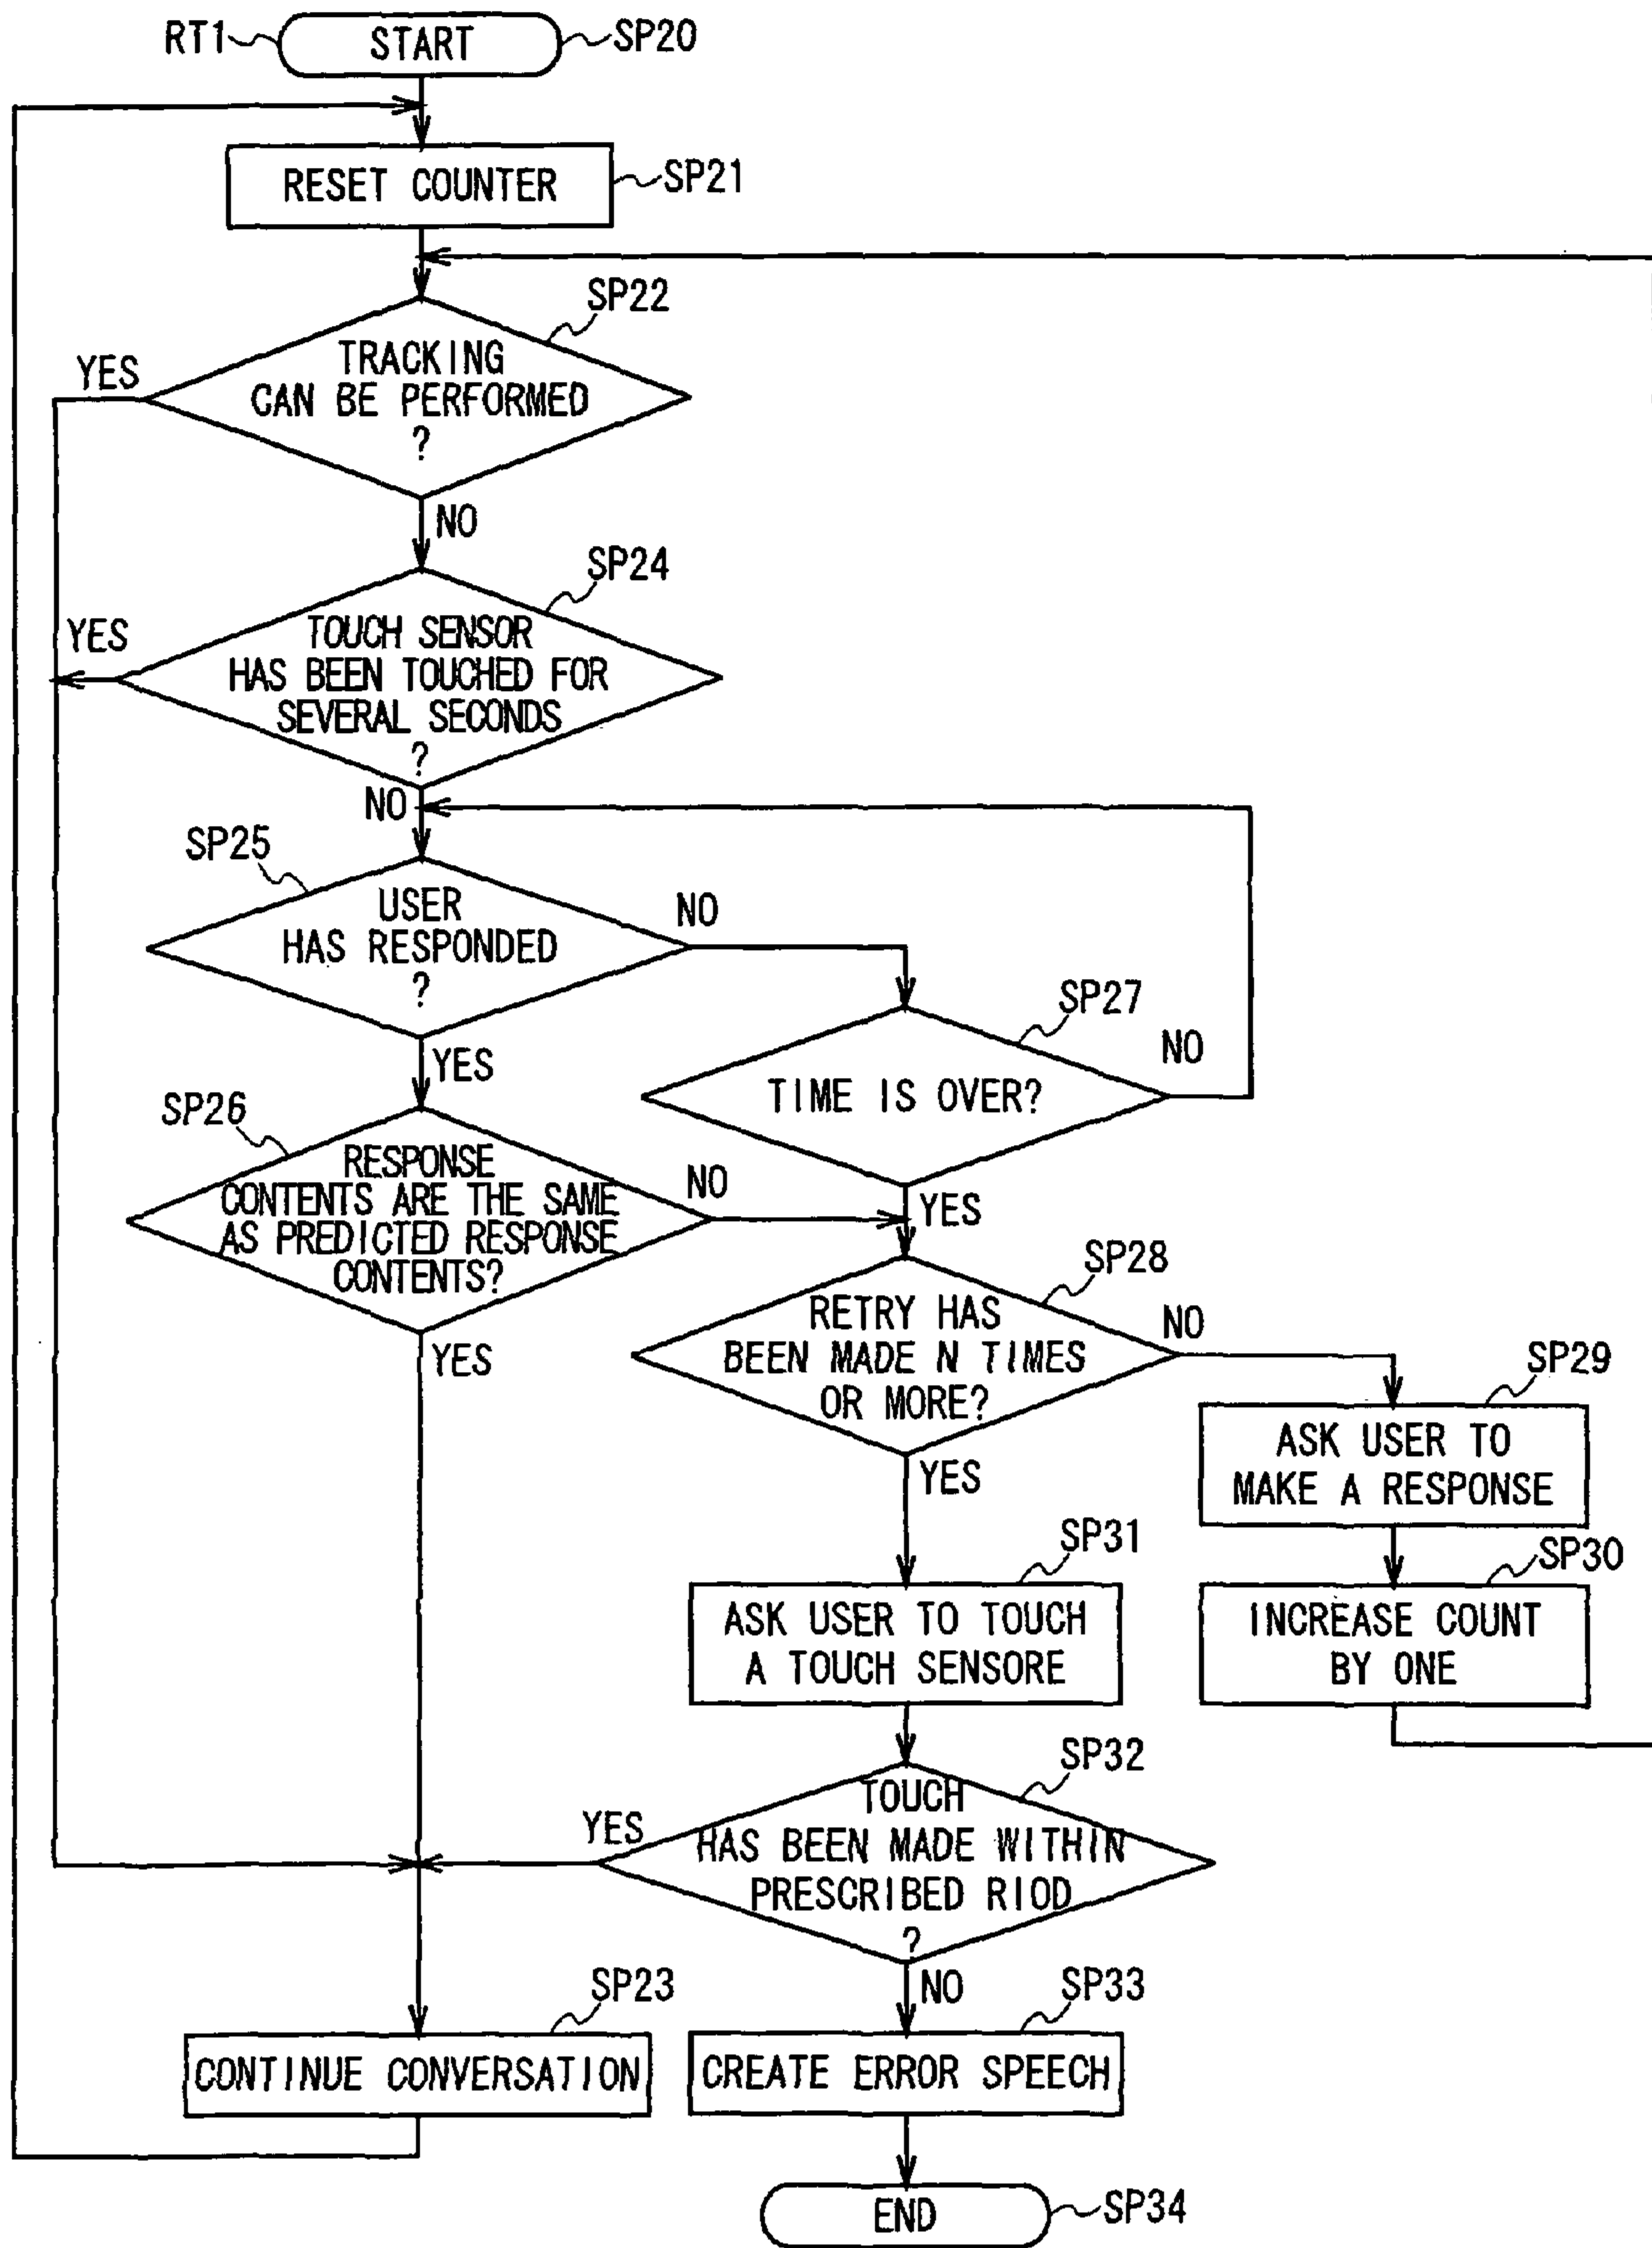 RT1
START
SP20
RESET COUNTER
SP21
SP22
TRACKING
CAN BE PERFORMED
?
YES
NO
SP24
TOUCH SENSOR
HAS BEEN TOUCHED FOR
SEVERAL SECONDS
?
YES
NO
SP25
USER
HAS RESPONDED
?
NO
YES
SP27
TIME IS OVER?
NO
YES
SP26
RESPONSE
CONTENTS ARE THE SAME
AS PREDICTED RESPONSE
CONTENTS?
NO
YES
SP28
RETRY HAS
BEEN MADE N TIMES
OR MORE?
NO
YES
SP29
ASK USER TO
MAKE A RESPONSE
SP30
INCREASE COUNT
BY ONE
SP31
ASK USER TO TOUCH
A TOUCH SENSORE
SP32
TOUCH
HAS BEEN MADE WITHIN
PRESCRIBED RIOD
?
YES
NO
SP23
CONTINUE CONVERSATION
SP33
CREATE ERROR SPEECH
END
SP34